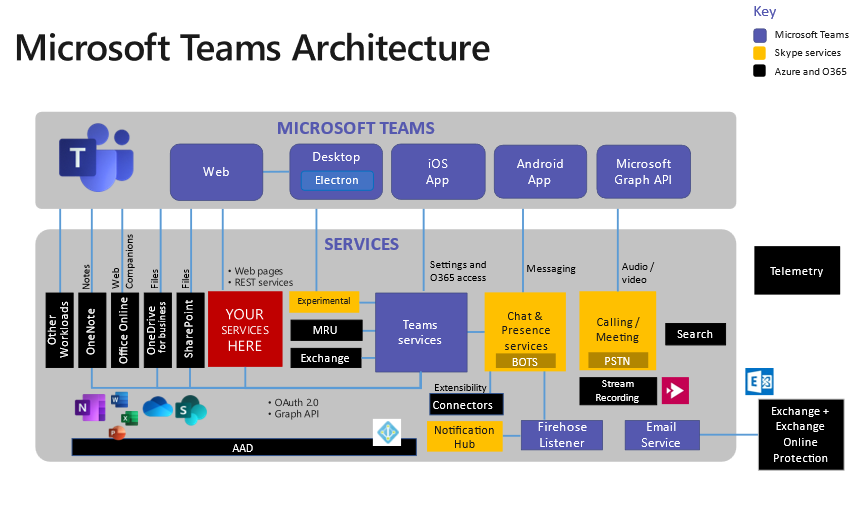 Key
Microsoft Teams
Skype services
Azure and O365
Microsoft Teams Architecture
MICROSOFT TEAMS
T
Web
Desktop
Electron
iOS
App
Android
App
Microsoft
Graph API
SERVICES
Notes
Web
Companions
Files
Files
• Web pages
• REST services
Settings and
O365 access
Messaging
Audio /
video
Telemetry
Other
Workloads
OneNote
Office Online
OneDrive
for business
SharePoint
YOUR
SERVICES
HERE
Experimental
MRU
Exchange
Teams
services
Chat &
Presence
services
BOTS
Calling /
Meeting
PSTN
Search
Stream
Recording
Extensibility
Connectors
N
W
X
P
S
• OAuth 2.0
• Graph API
AAD
Notification
Hub
Firehose
Listener
Email
Service
E
Exchange +
Exchange
Online
Protection